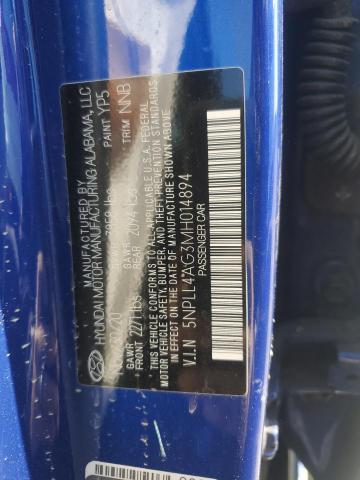 MANUFACTURED BY
HYUNDAI MOTOR MANUFACTURING ALABAMA, LLC
PAINT YP5
TRIM NNB
GAWR FRONT 2271 lbs
GAWR REAR 2094 lbs
THIS VEHICLE CONFORMS TO ALL APPLICABLE U.S.A. FEDERAL
MOTOR VEHICLE SAFETY, BUMPER, AND THEFT PREVENTION STANDARDS
IN EFFECT ON THE DATE OF MANUFACTURE SHOWN ABOVE.
V.I.N 5NPLL4AG3MH014894
PASSENGER CAR